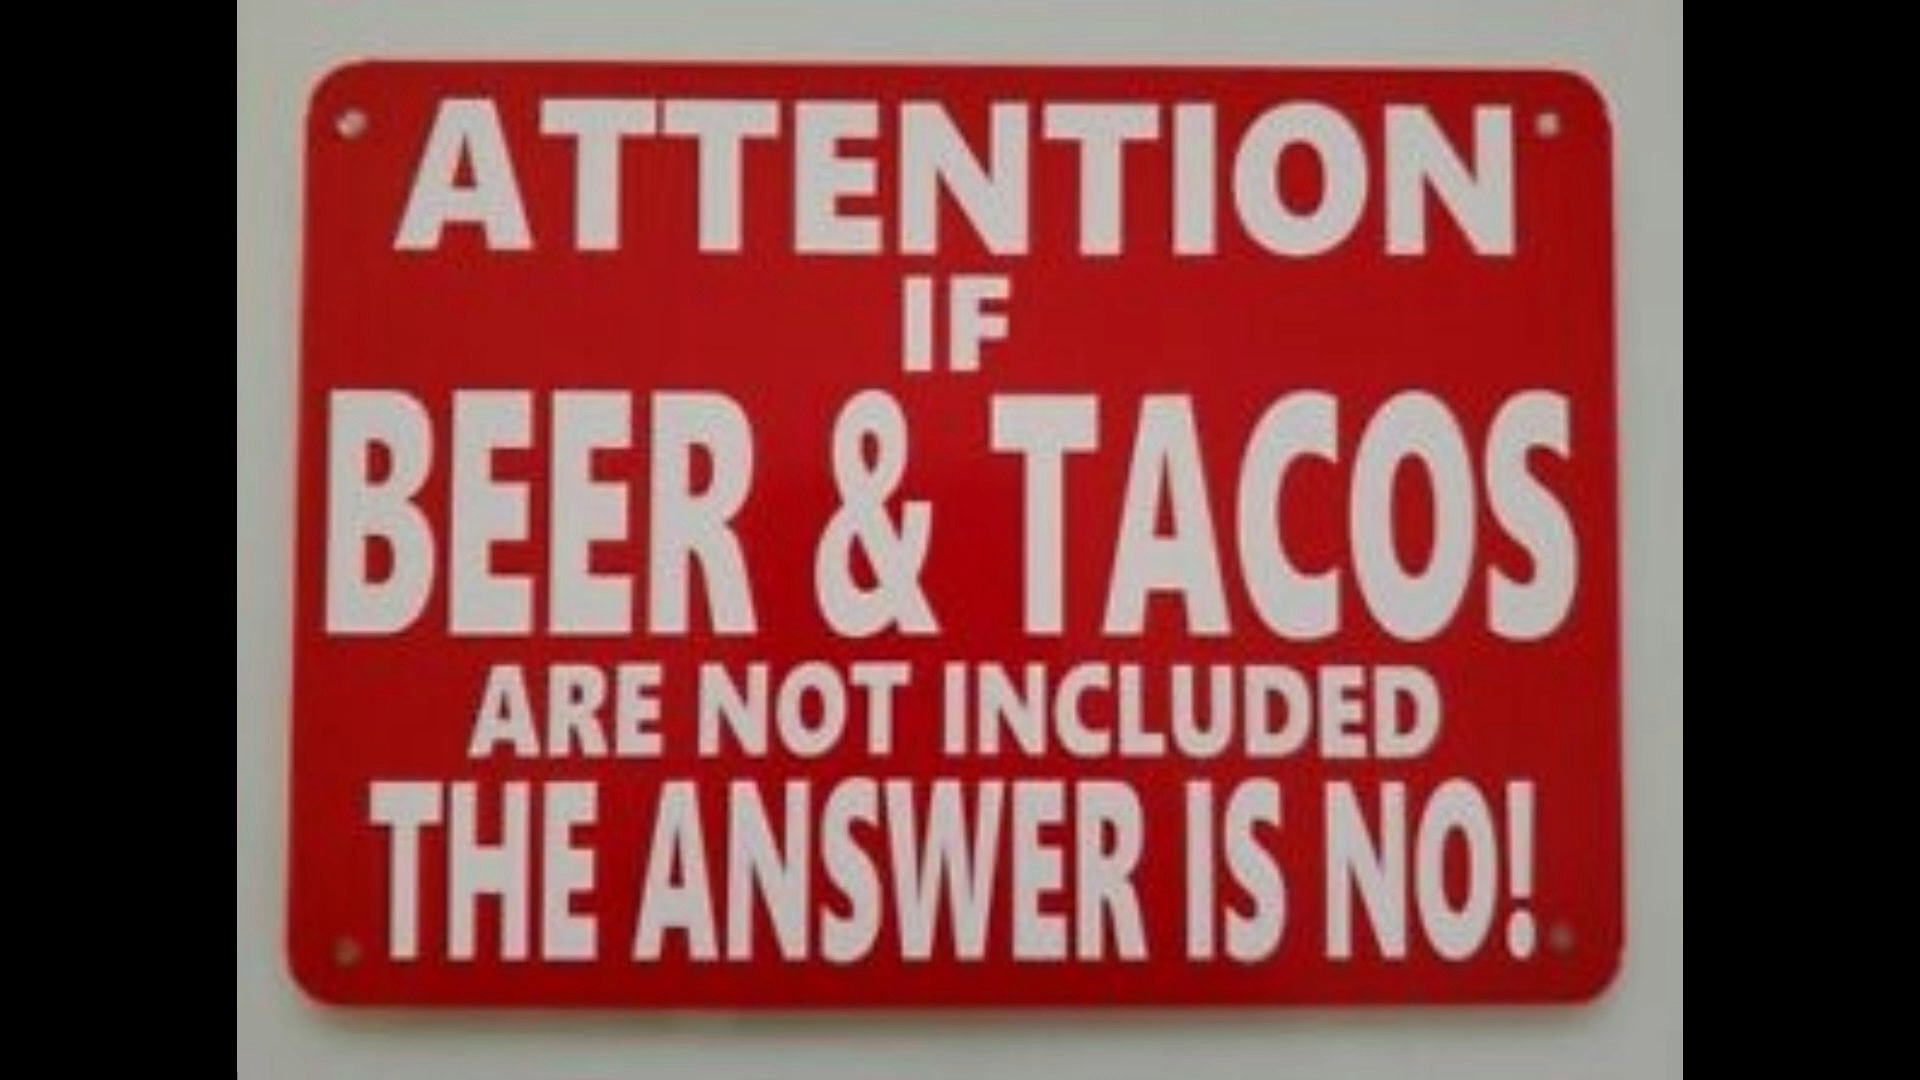 ATTENTION
IF
BEER & TACOS
ARE NOT INCLUDED
THE ANSWER IS NO!